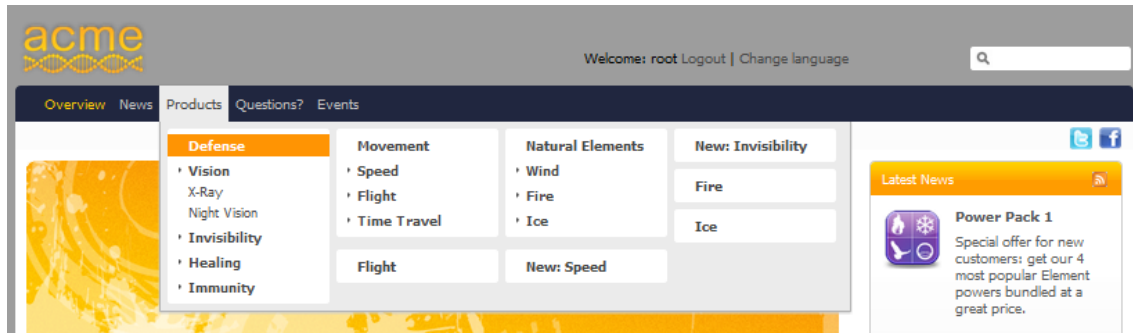 acme
Welcome: root Logout | Change language
Overview News Products Questions? Events
Defense
Vision
X-Ray
Night Vision
Invisibility
Healing
Immunity
Movement
Speed
Flight
Time Travel
Flight
Natural Elements
Wind
Fire
Ice
New: Speed
New: Invisibility
Fire
Ice
Latest News
Power Pack 1
Special offer for new
customers: get our 4
most popular Element
powers bundled at a
great price.